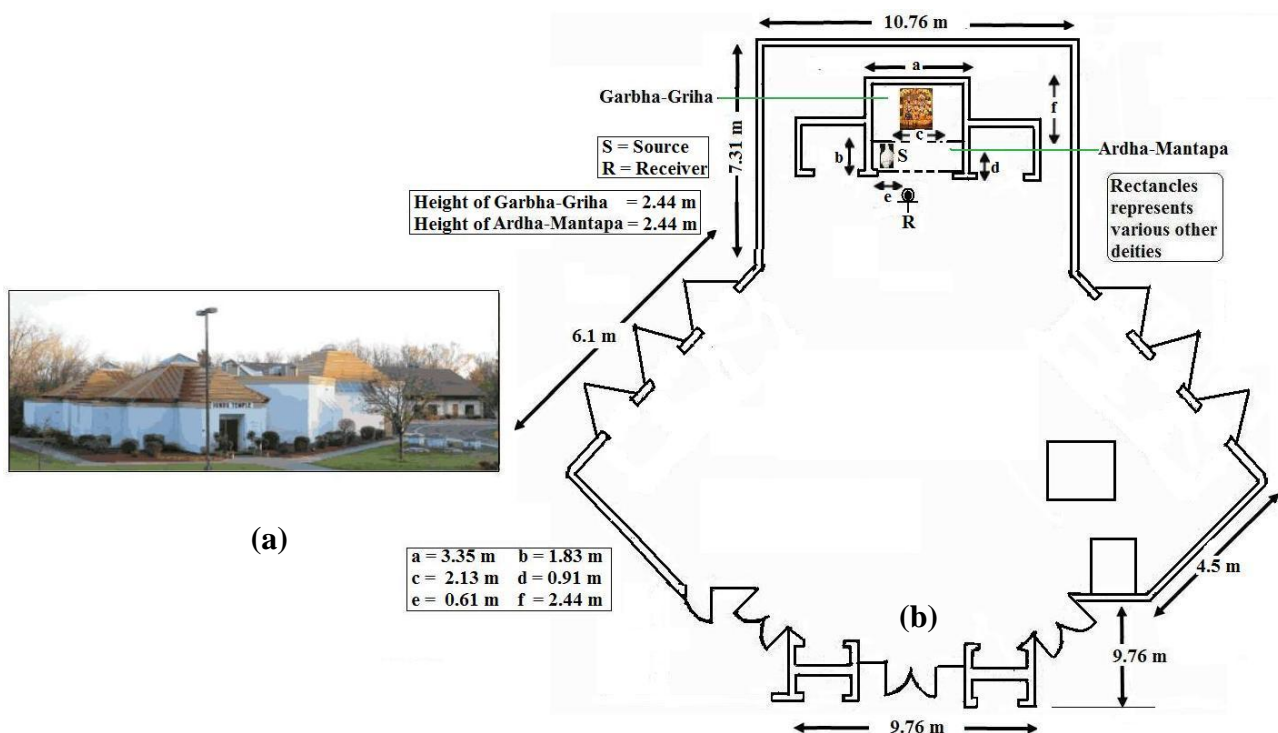 10.76 m
a
Garbha-Griha
f
7.31 m
c
S = Source
R = Receiver
b
S
Ardha-Mantapa
d
e
R
Height of Garbha-Griha = 2.44 m
Height of Ardha-Mantapa = 2.44 m
Rectancles
represents
various other
deities
6.1 m
HINDU TEMPLE
(a)
a = 3.35 m b = 1.83 m
c = 2.13 m d = 0.91 m
e = 0.61 m f = 2.44 m
4.5 m
(b)
9.76 m
9.76 m